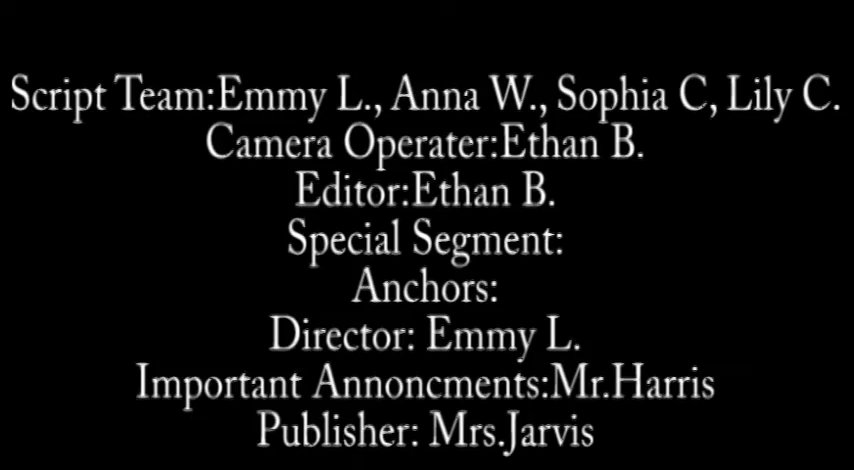 Script Team:Emmy L., Anna W., Sophia C, Lily C.
Camera Operater:Ethan B.
Editor:Ethan B.
Special Segment:
Anchors:
Director: Emmy L.
Important Annoncments:Mr.Harris
Publisher: Mrs.Jarvis